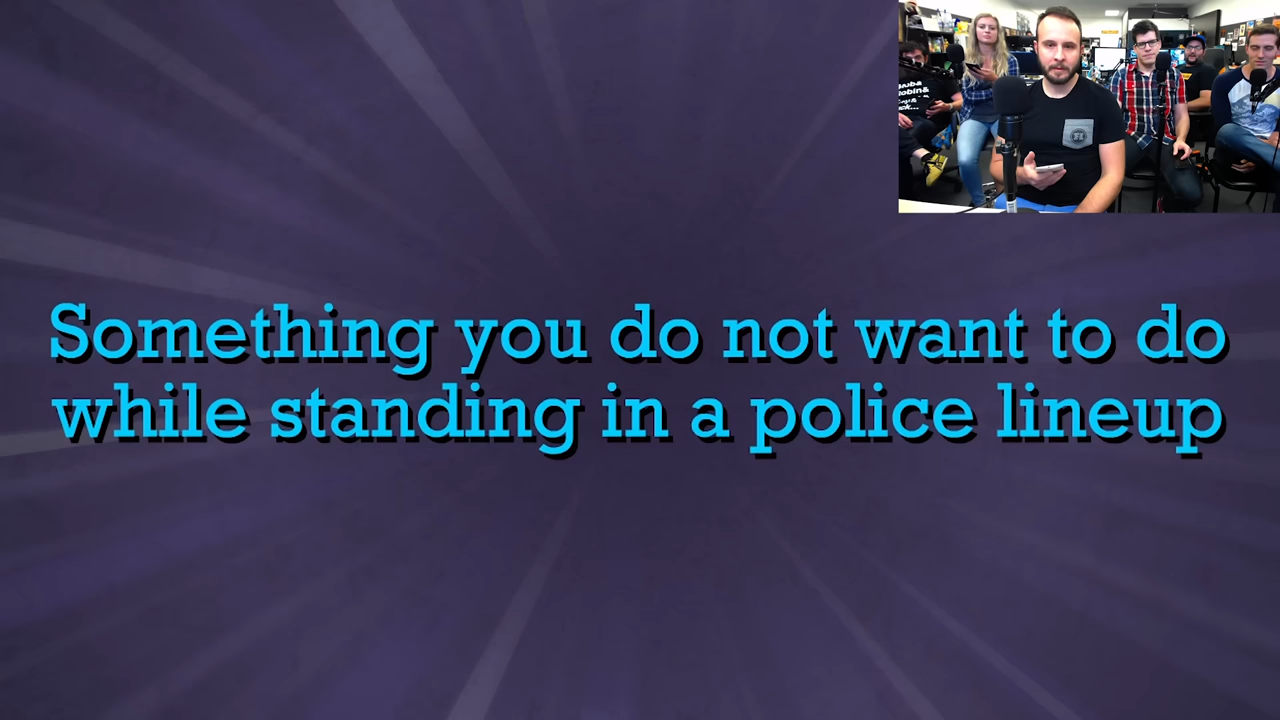 Something you do not want to do
while standing in a police lineup